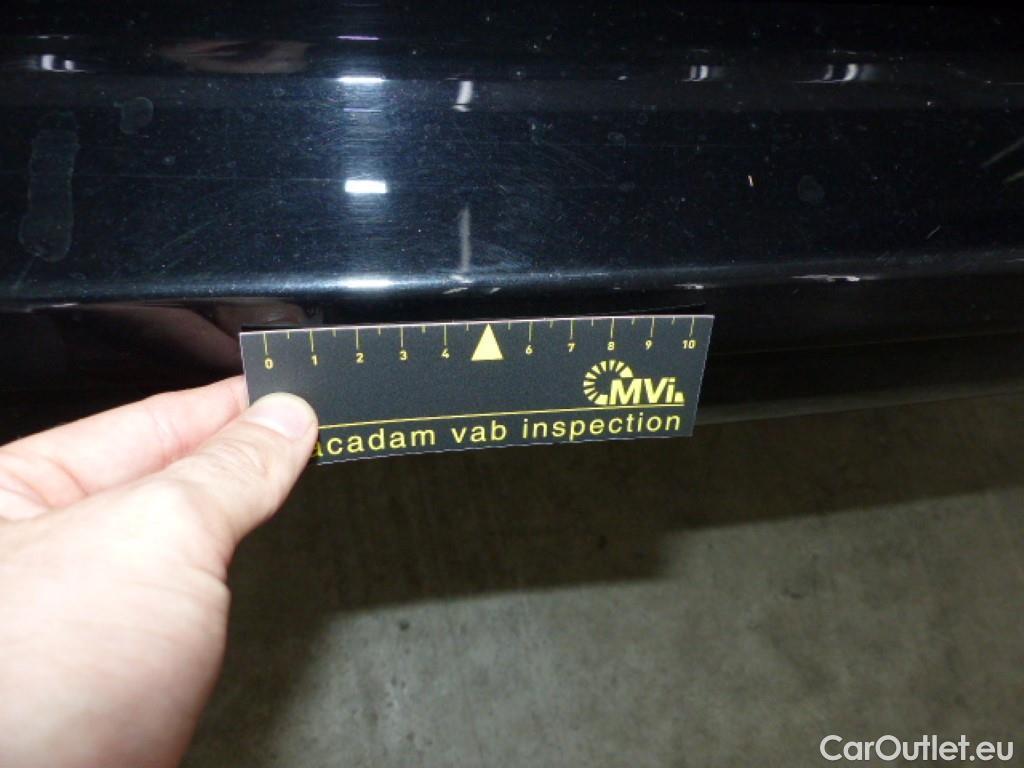 0 1 2 3 4 6 7 8 9 10
MVi
acadam vab inspection
CarOutlet.eu